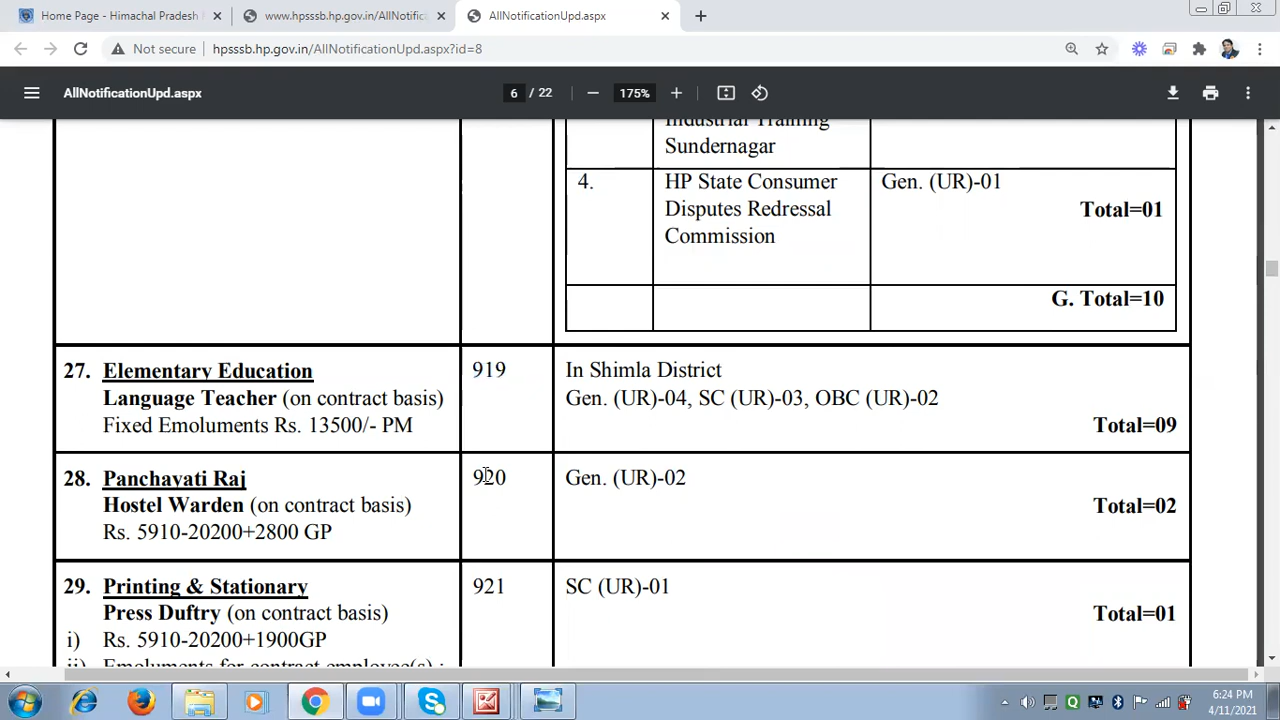 Home Page - Himachal Pradesh
www.hpsssb.hp.gov.in/AllNotific
AllNotificationUpd.aspx
Not secure
hpsssb.hp.gov.in/AllNotificationUpd.aspx?id=8
AllNotificationUpd.aspx
6 / 22
175%
Industrial Training
Sundernagar
4. HP State Consumer Gen. (UR)-01
Disputes Redressal Total=01
Commission
G. Total=10
27. Elementary Education 919 In Shimla District
Language Teacher (on contract basis) Gen. (UR)-04, SC (UR)-03, OBC (UR)-02
Fixed Emoluments Rs. 13500/- PM Total=09
28. Panchayati Raj 920 Gen. (UR)-02
Hostel Warden (on contract basis) Total=02
Rs. 5910-20200+2800 GP
29. Printing & Stationary 921 SC (UR)-01
Press Duftry (on contract basis) Total=01
i) Rs. 5910-20200+1900GP
ii) Emoluments for contract employee(s) :
6:24 PM
4/11/2021